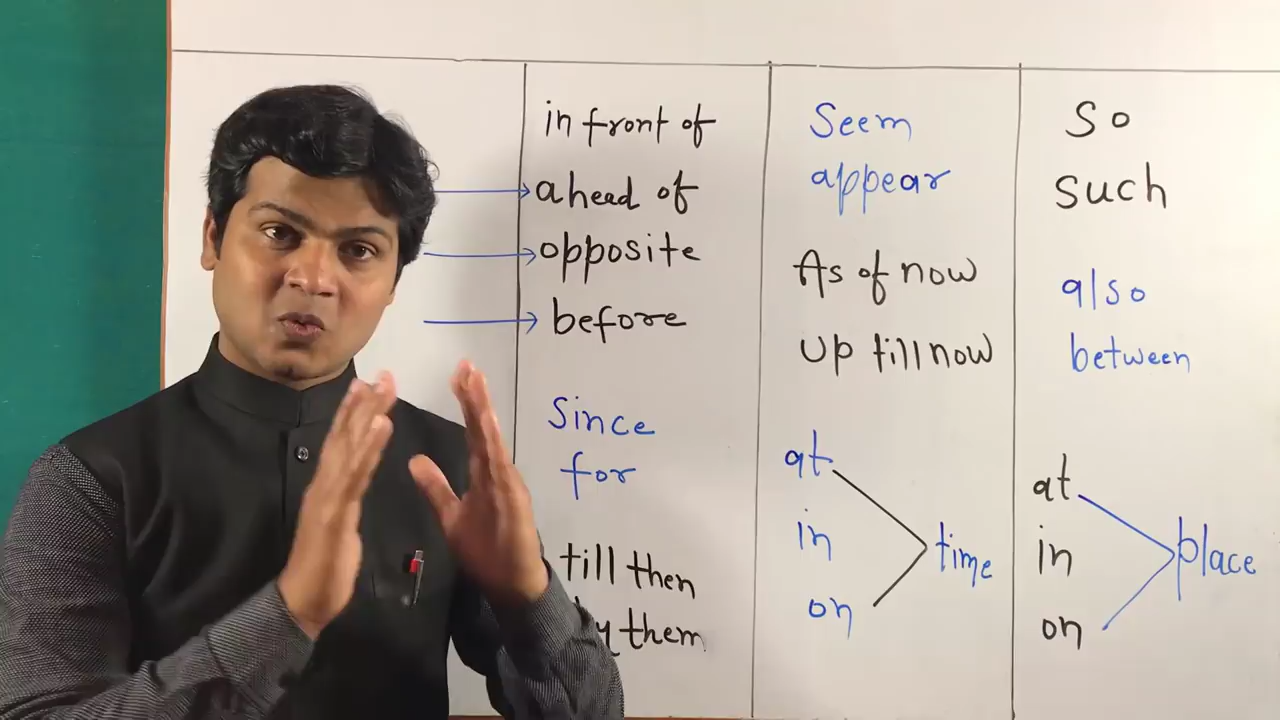 in front of
ahead of
opposite
before
Since
for
till then
them
Seem
appear
As of now
Up till now
at
in
on
time
So
Such
also
between
at
in
on
place